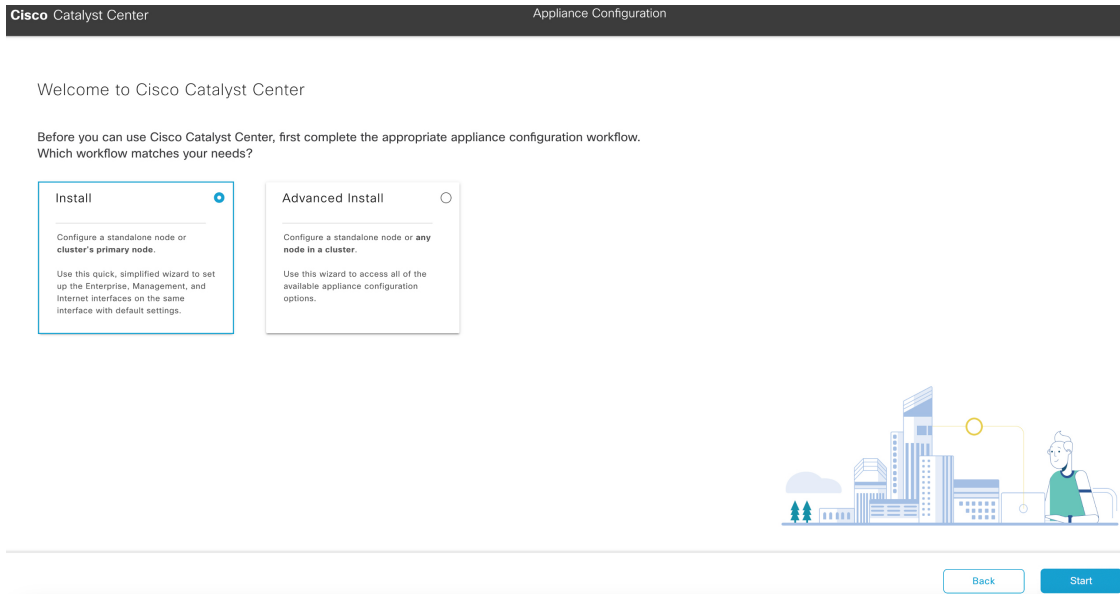 Cisco Catalyst Center
Appliance Configuration
Welcome to Cisco Catalyst Center
Before you can use Cisco Catalyst Center, first complete the appropriate appliance configuration workflow.
Which workflow matches your needs?
Install
Configure a standalone node or
cluster's primary node.
Use this quick, simplified wizard to set
up the Enterprise, Management, and
Internet interfaces on the same
interface with default settings.
Advanced Install
Configure a standalone node or any
node in a cluster.
Use this wizard to access all of the
available appliance configuration
options.
Back
Start